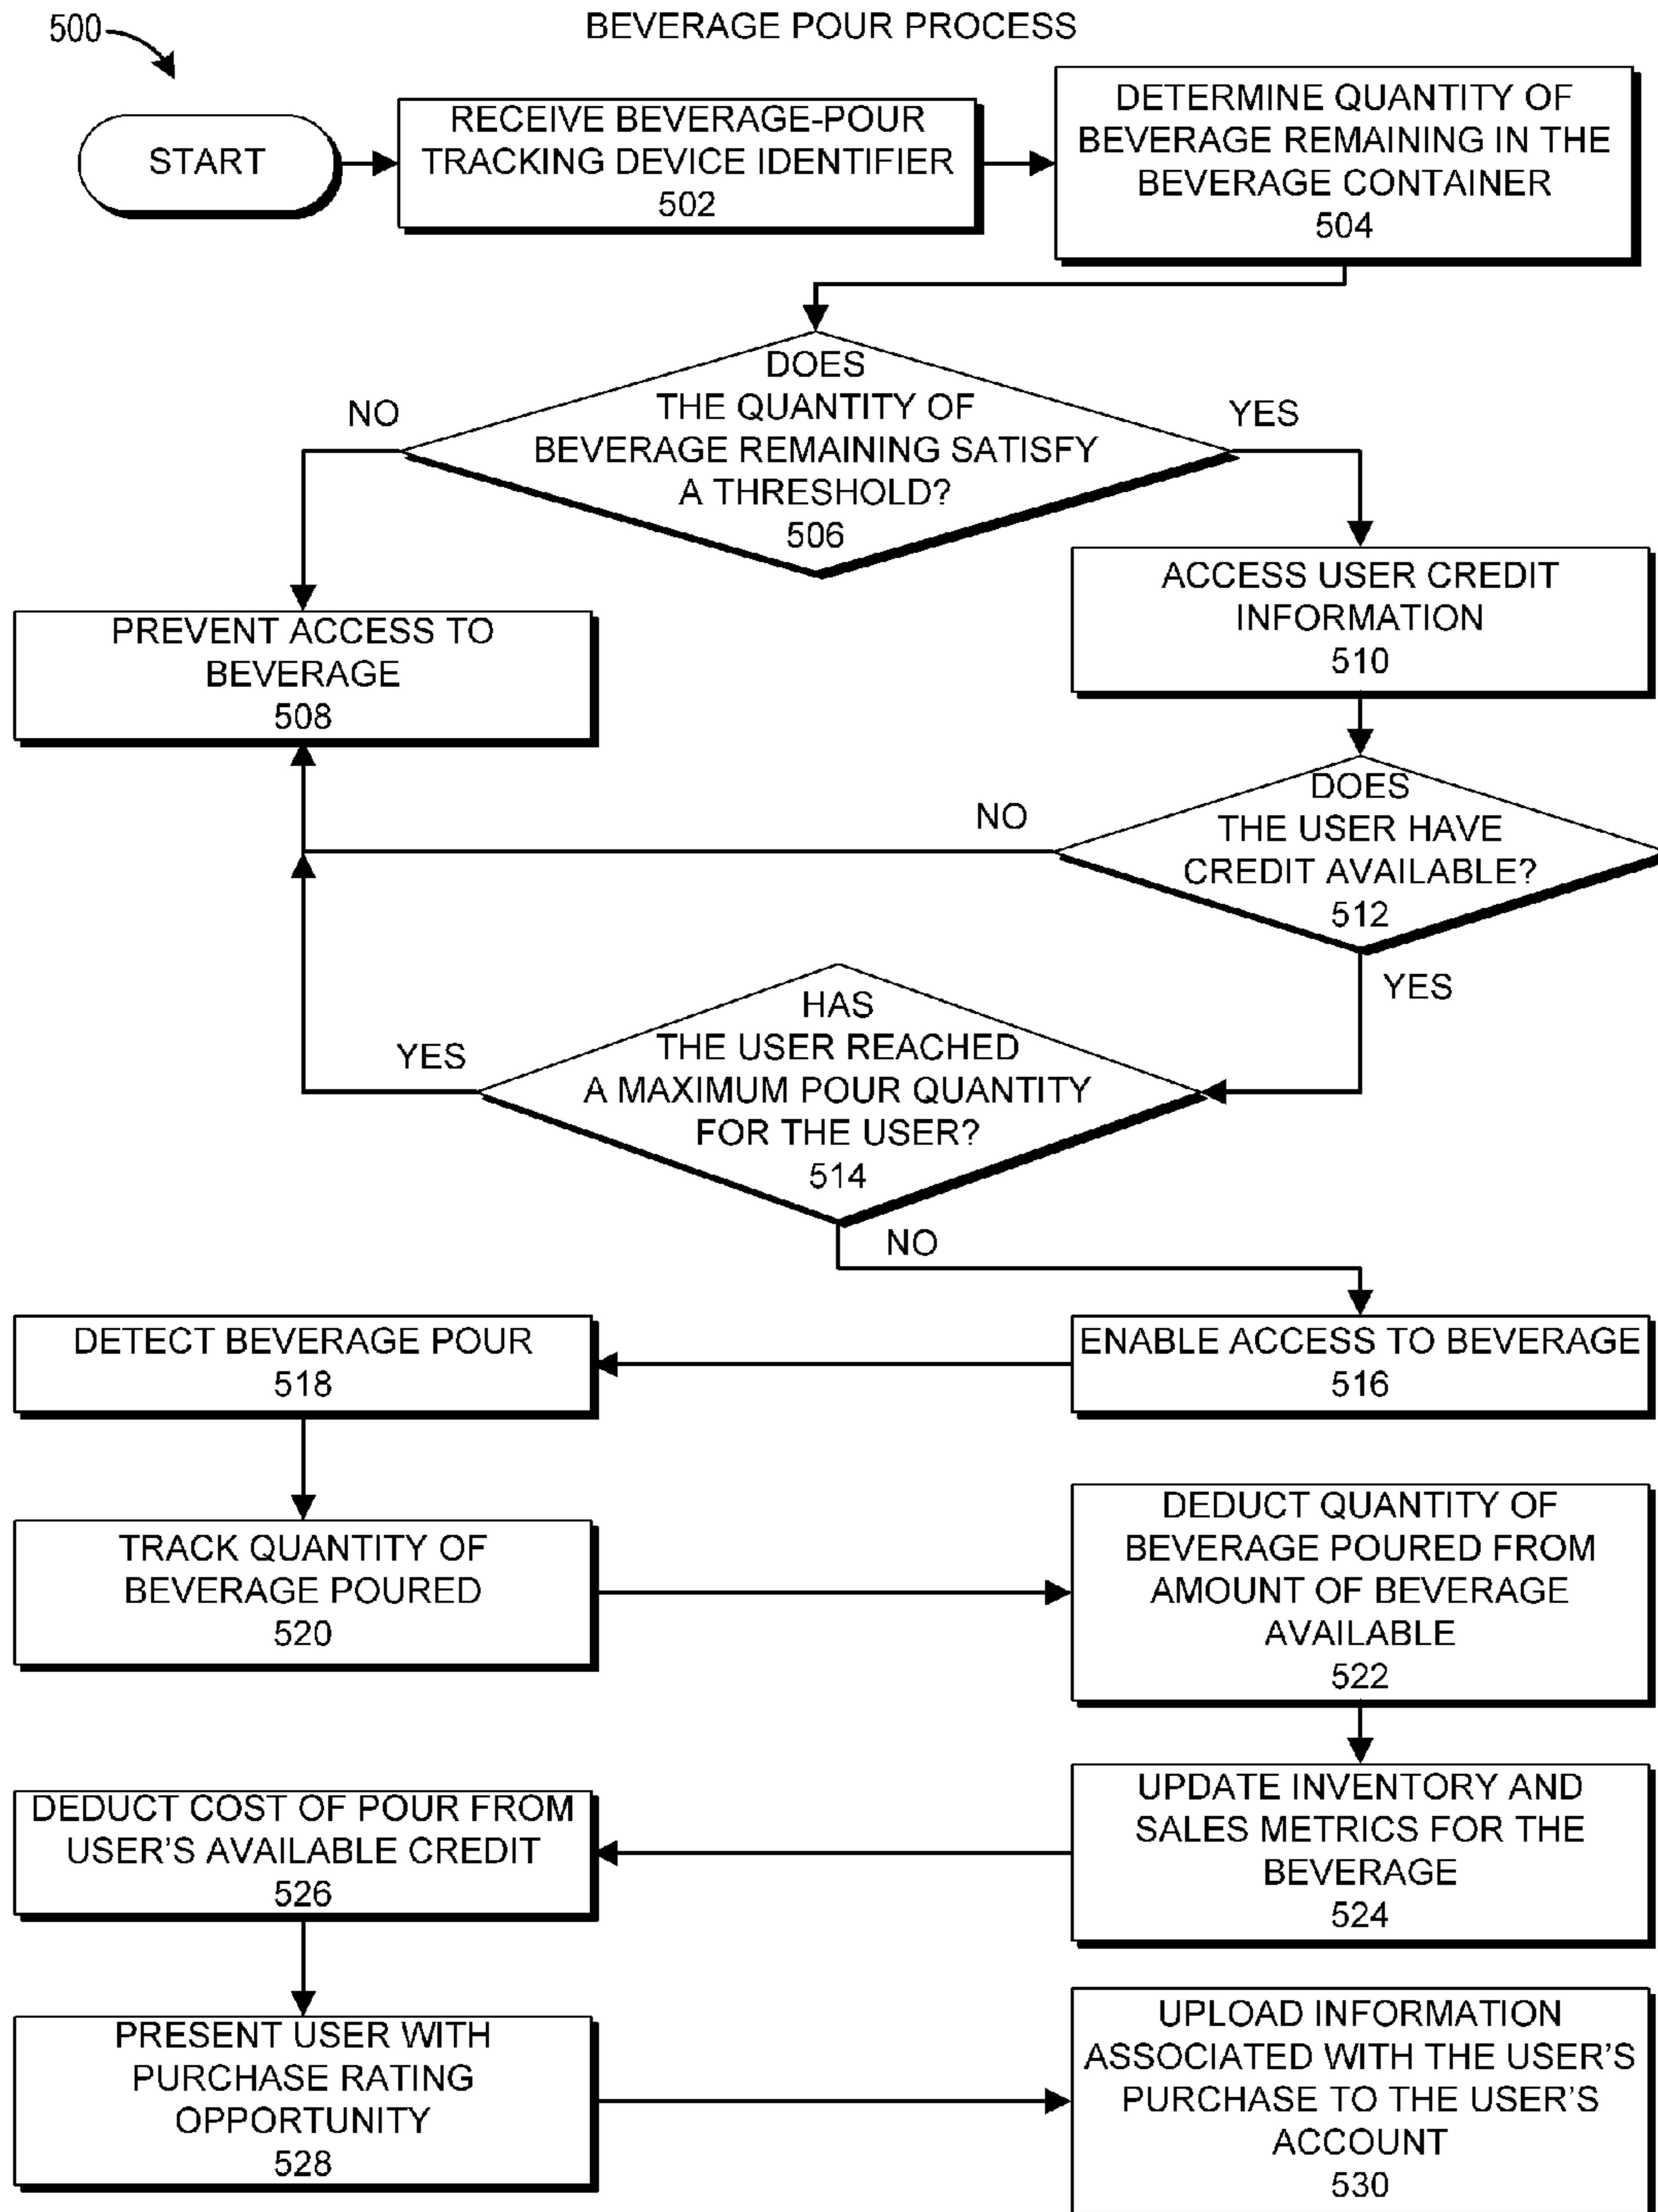 500
BEVERAGE POUR PROCESS
START
RECEIVE BEVERAGE-POUR
TRACKING DEVICE IDENTIFIER
502
DETERMINE QUANTITY OF
BEVERAGE REMAINING IN THE
BEVERAGE CONTAINER
504
DOES
THE QUANTITY OF
BEVERAGE REMAINING SATISFY
A THRESHOLD?
506
NO
YES
PREVENT ACCESS TO
BEVERAGE
508
ACCESS USER CREDIT
INFORMATION
510
DOES
THE USER HAVE
CREDIT AVAILABLE?
512
NO
YES
HAS
THE USER REACHED
A MAXIMUM POUR QUANTITY
FOR THE USER?
514
YES
NO
ENABLE ACCESS TO BEVERAGE
516
DETECT BEVERAGE POUR
518
TRACK QUANTITY OF
BEVERAGE POURED
520
DEDUCT QUANTITY OF
BEVERAGE POURED FROM
AMOUNT OF BEVERAGE
AVAILABLE
522
UPDATE INVENTORY AND
SALES METRICS FOR THE
BEVERAGE
524
DEDUCT COST OF POUR FROM
USER’S AVAILABLE CREDIT
526
PRESENT USER WITH
PURCHASE RATING
OPPORTUNITY
528
UPLOAD INFORMATION
ASSOCIATED WITH THE USER’S
PURCHASE TO THE USER’S
ACCOUNT
530